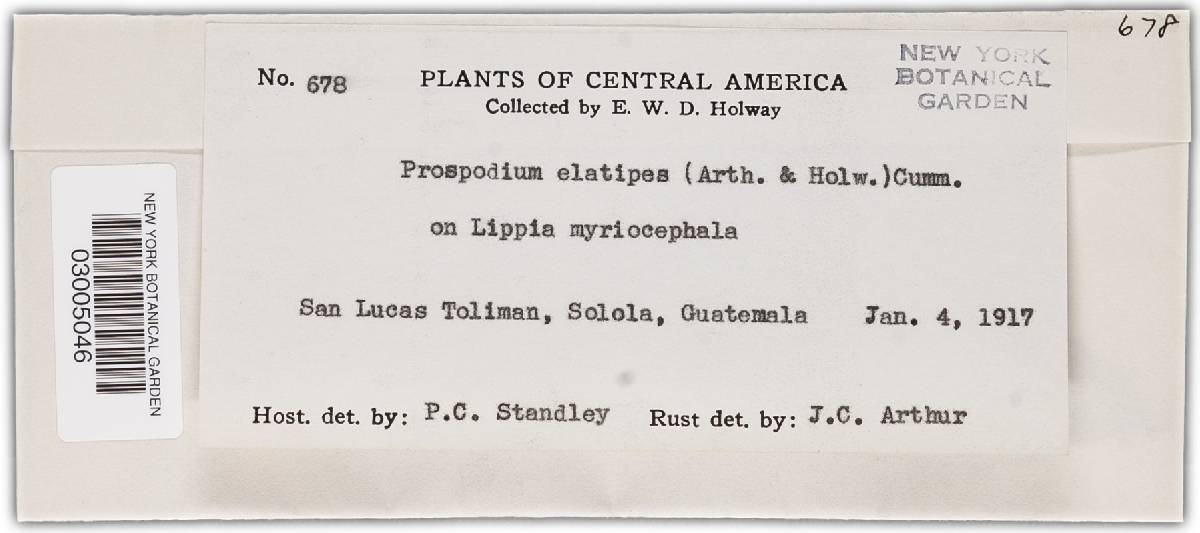 678
NEW YORK
BOTANICAL
GARDEN
No. 678 PLANTS OF CENTRAL AMERICA
Collected by E. W. D. Holway
Prospodium elatipes (Arth. & Holw.)Cumm.
on Lippia myriocephala
San Lucas Toliman, Solola, Guatemala Jan. 4, 1917
Host. det. by: P.C. Standley Rust det. by: J.C. Arthur
NEW YORK BOTANICAL GARDEN
03005046